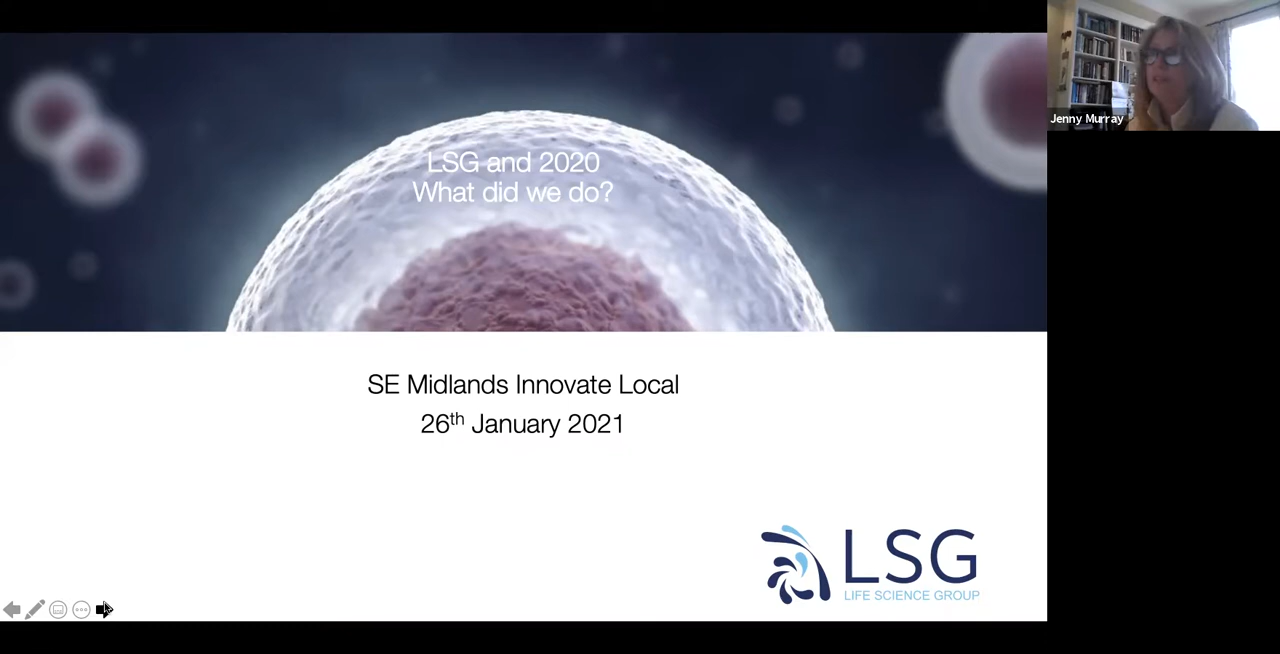 LSG and 2020
What did we do?
SE Midlands Innovate Local
26th January 2021
LSG
LIFE SCIENCE GROUP
Jenny Murray